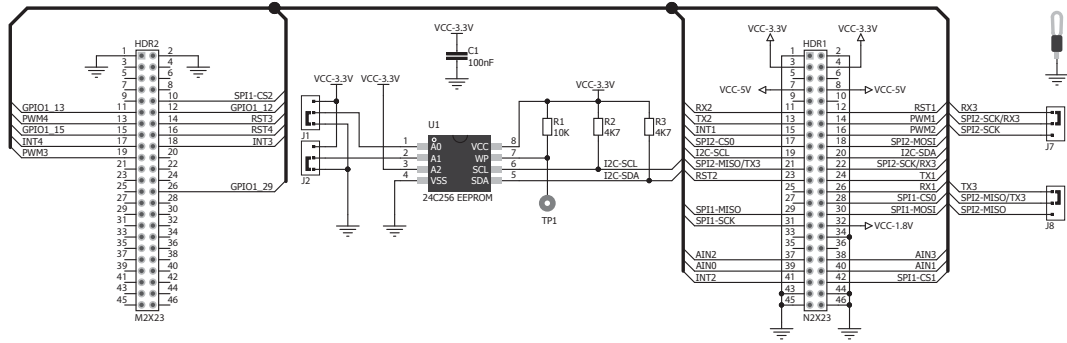 HDR2
1 2
3 4
5 6
7 8
9 10 SPI1-CS2
GPIO1_13 11 12 GPIO1_12
PWM4 13 14 RST3
GPIO1_15 15 16 RST4
INT4 17 18 INT3
PWM3 19 20
21 22
23 24
25 26 GPIO1_29
27 28
29 30
31 32
33 34
35 36
37 38
39 40
41 42
43 44
45 46
M2X23
VCC-3.3V
C1
100nF
VCC-3.3V VCC-3.3V
J1
J2
U1
1 A0 VCC 8
2 A1 WP 7
3 A2 SCL 6 I2C-SCL
4 VSS SDA 5 I2C-SDA
24C256 EEPROM
VCC-3.3V
R1
10K
R2
4K7
R3
4K7
TP1
VCC-3.3V VCC-3.3V
HDR1
1 2
3 4
5 6
VCC-5V 7 8 VCC-5V
9 10
RX2 11 12 RST1
TX2 13 14 PWM1
INT1 15 16 PWM2
SPI2-CS0 17 18 SPI2-MOSI
I2C-SCL 19 20 I2C-SDA
SPI2-MISO/TX3 21 22 SPI2-SCK/RX3
RST2 23 24 TX1
25 26 RX1
27 28 SPI1-CS0
SPI1-MISO 29 30 SPI1-MOSI
SPI1-SCK 31 32 VCC-1.8V
33 34
35 36
AIN2 37 38 AIN3
AIN0 39 40 AIN1
INT2 41 42 SPI1-CS1
43 44
45 46
N2X23
RX3
SPI2-SCK/RX3
SPI2-SCK
J7
TX3
SPI2-MISO/TX3
SPI2-MISO
J8